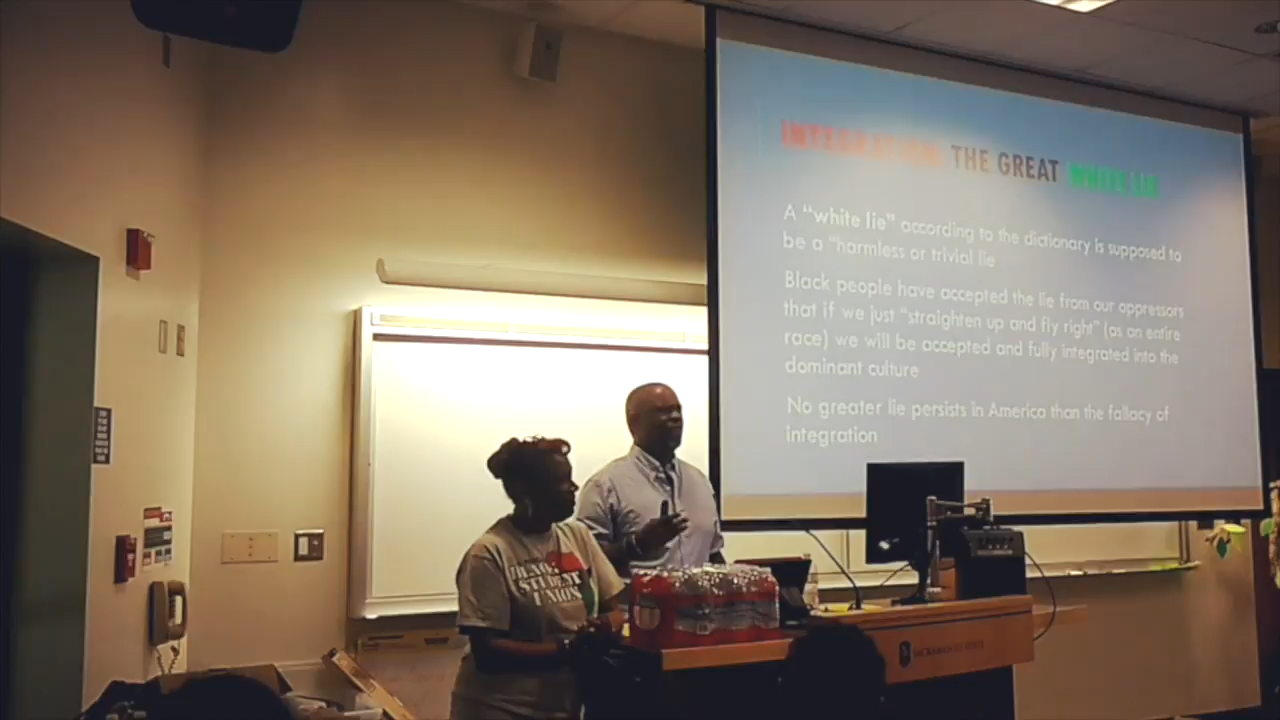 INTEGRATION: THE GREAT WHITE LIE
A “white lie” according to the dictionary is supposed to
be a “harmless or trivial lie
Black people have accepted the lie from our oppressors
that if we just “straighten up and fly right” (as an entire
race) we will be accepted and fully integrated into the
dominant culture
No greater lie persists in America than the fallacy of
integration
BLACK
STUDENT
UNION
SACRAMENTO STATE